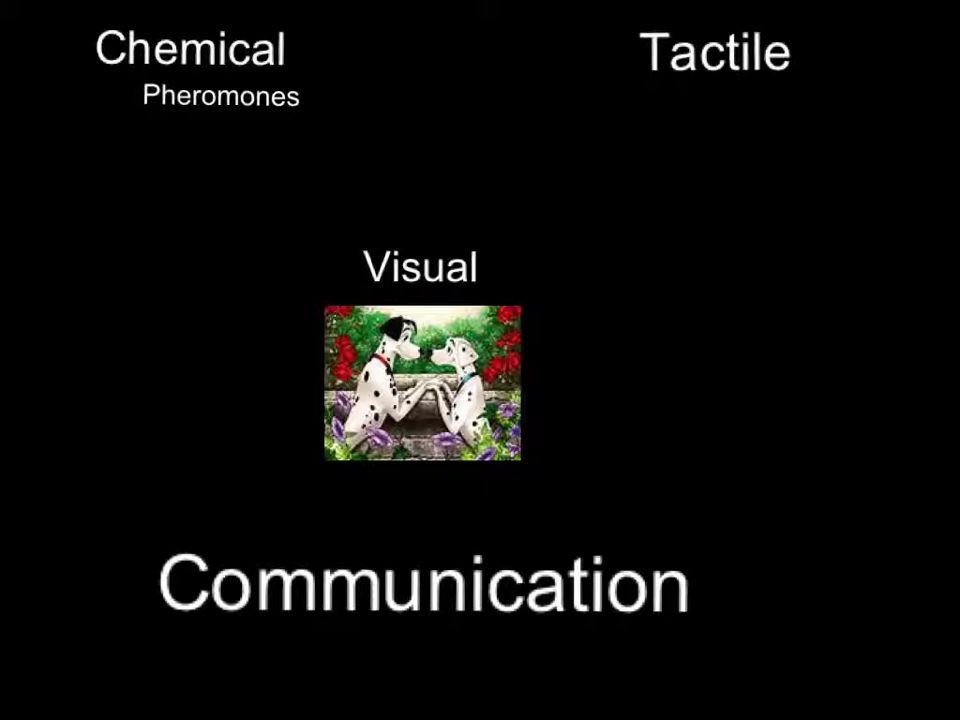 Chemical
Tactile
Pheromones
Visual
Communication